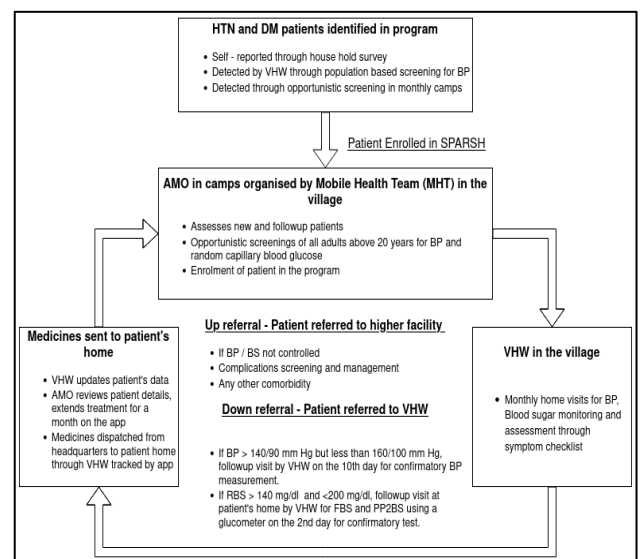 HTN and DM patients identified in program
• Self - reported through house hold survey
• Detected by VHW through population based screening for BP
• Detected through opportunistic screening in monthly camps
Patient Enrolled in SPARSH
AMO in camps organised by Mobile Health Team (MHT) in the
village
• Assesses new and followup patients
• Opportunistic screenings of all adults above 20 years for BP and
random capillary blood glucose
• Enrolment of patient in the program
Medicines sent to patient's
home
• VHW updates patient's data
• AMO reviews patient details,
extends treatment for a
month on the app
• Medicines dispatched from
headquarters to patient home
through VHW tracked by app
Up referral - Patient referred to higher facility
• If BP / BS not controlled
• Complications screening and management
• Any other comorbidity
Down referral - Patient referred to VHW
• If BP > 140/90 mm Hg but less than 160/100 mm Hg,
followup visit by VHW on the 10th day for confirmatory BP
measurement.
• If RBS > 140 mg/dl and <200 mg/dl, followup visit at
patient's home by VHW for FBS and PP2BS using a
glucometer on the 2nd day for confirmatory test.
VHW in the village
• Monthly home visits for BP,
Blood sugar monitoring and
assessment through
symptom checklist